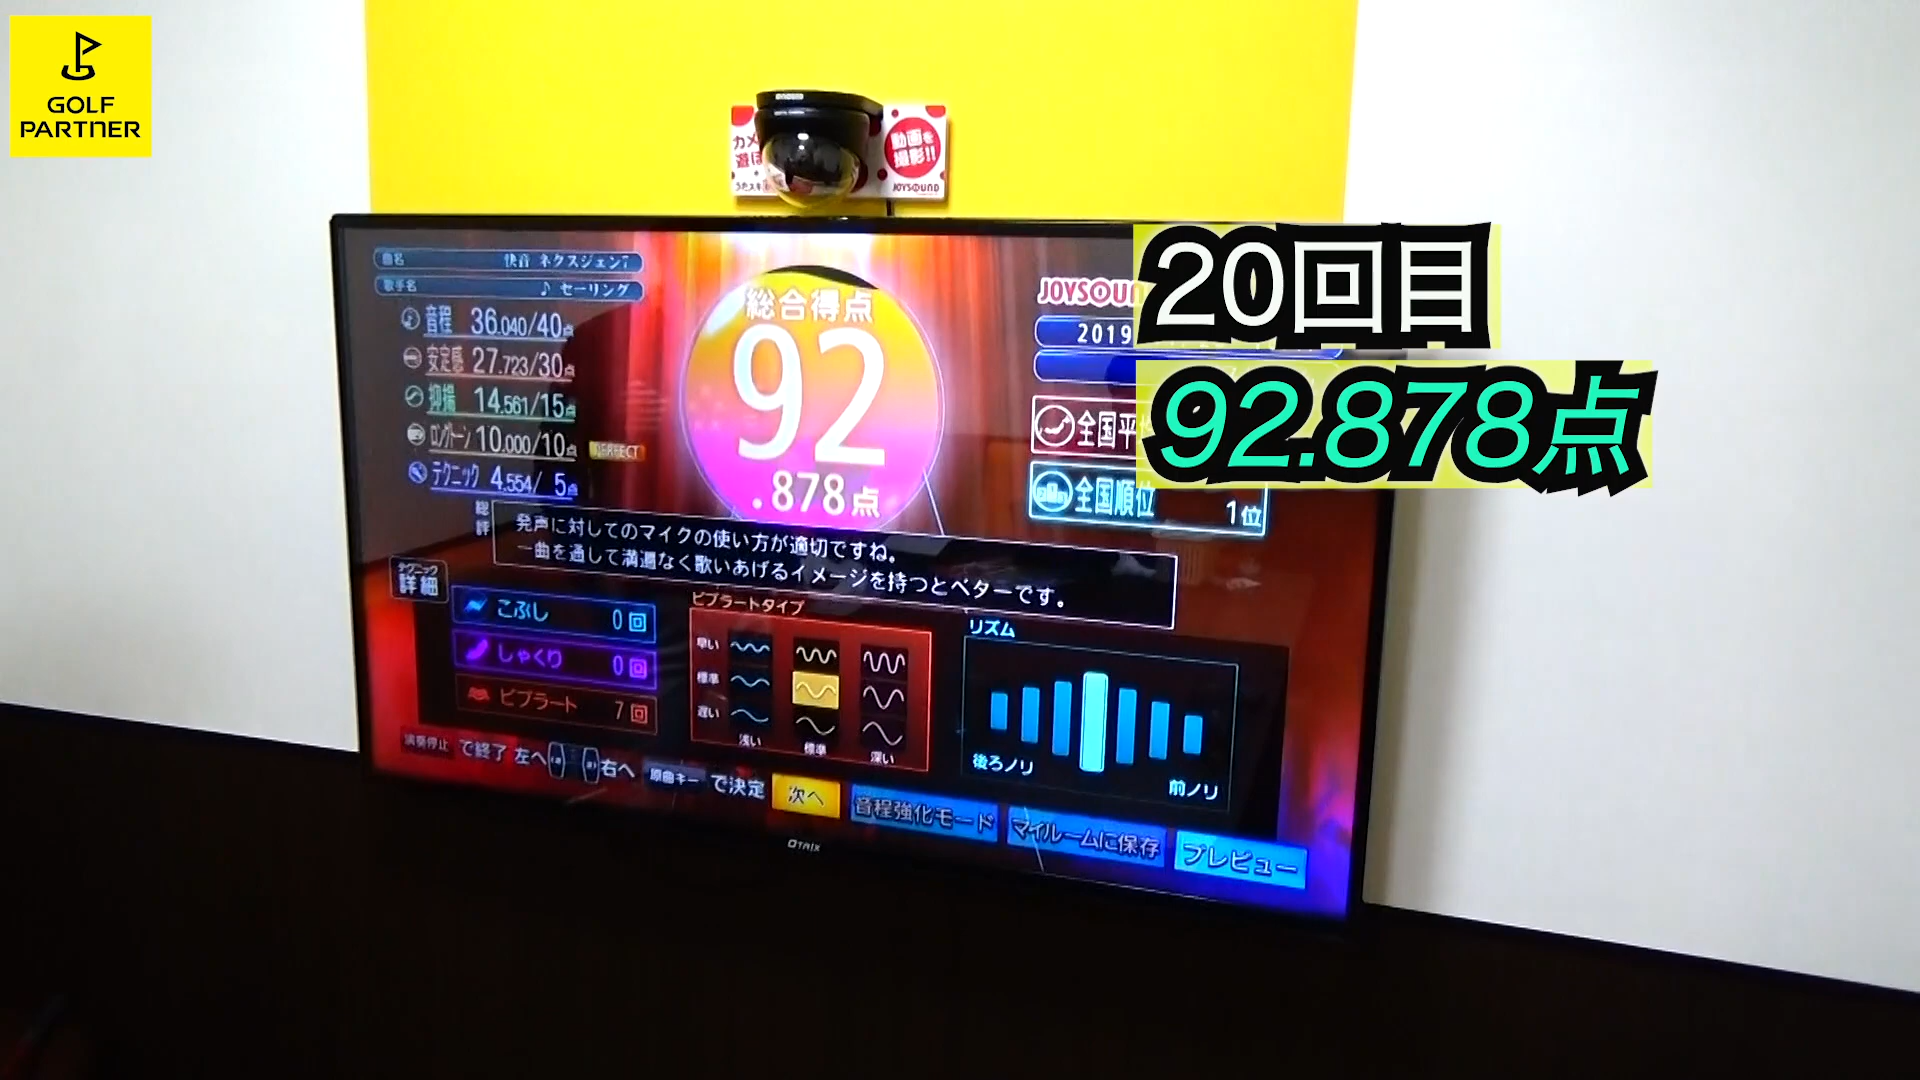 GOLF
PARTNER
カメ
遊ぼ
うたスキ
動画を
撮影!!
JOYSOUND
20回目
92.878点
曲名 快音 ネクスジェン7
歌手名 ♪ セーリング
音程 36.040/40点
安定感 27.723/30点
抑揚 14.561/15点
ロングトーン 10.000/10点 PERFECT
テクニック 4.554/ 5点
総合得点
92
.878点
JOYSOUN
2019
全国平
全国順位 1位
総評
発声に対してのマイクの使い方が適切ですね。
一曲を通して満遍なく歌いあげるイメージを持つとベターです。
テクニック
詳細
こぶし 0回
しゃくり 0回
ビブラート 7回
ビブラートタイプ
早い
標準
遅い
浅い 標準 深い
リズム
後ろノリ 前ノリ
演奏停止 で終了 左へ 右へ 原曲キー で決定 次へ 音程強化モード マイルームに保存 プレビュー
QTRIX